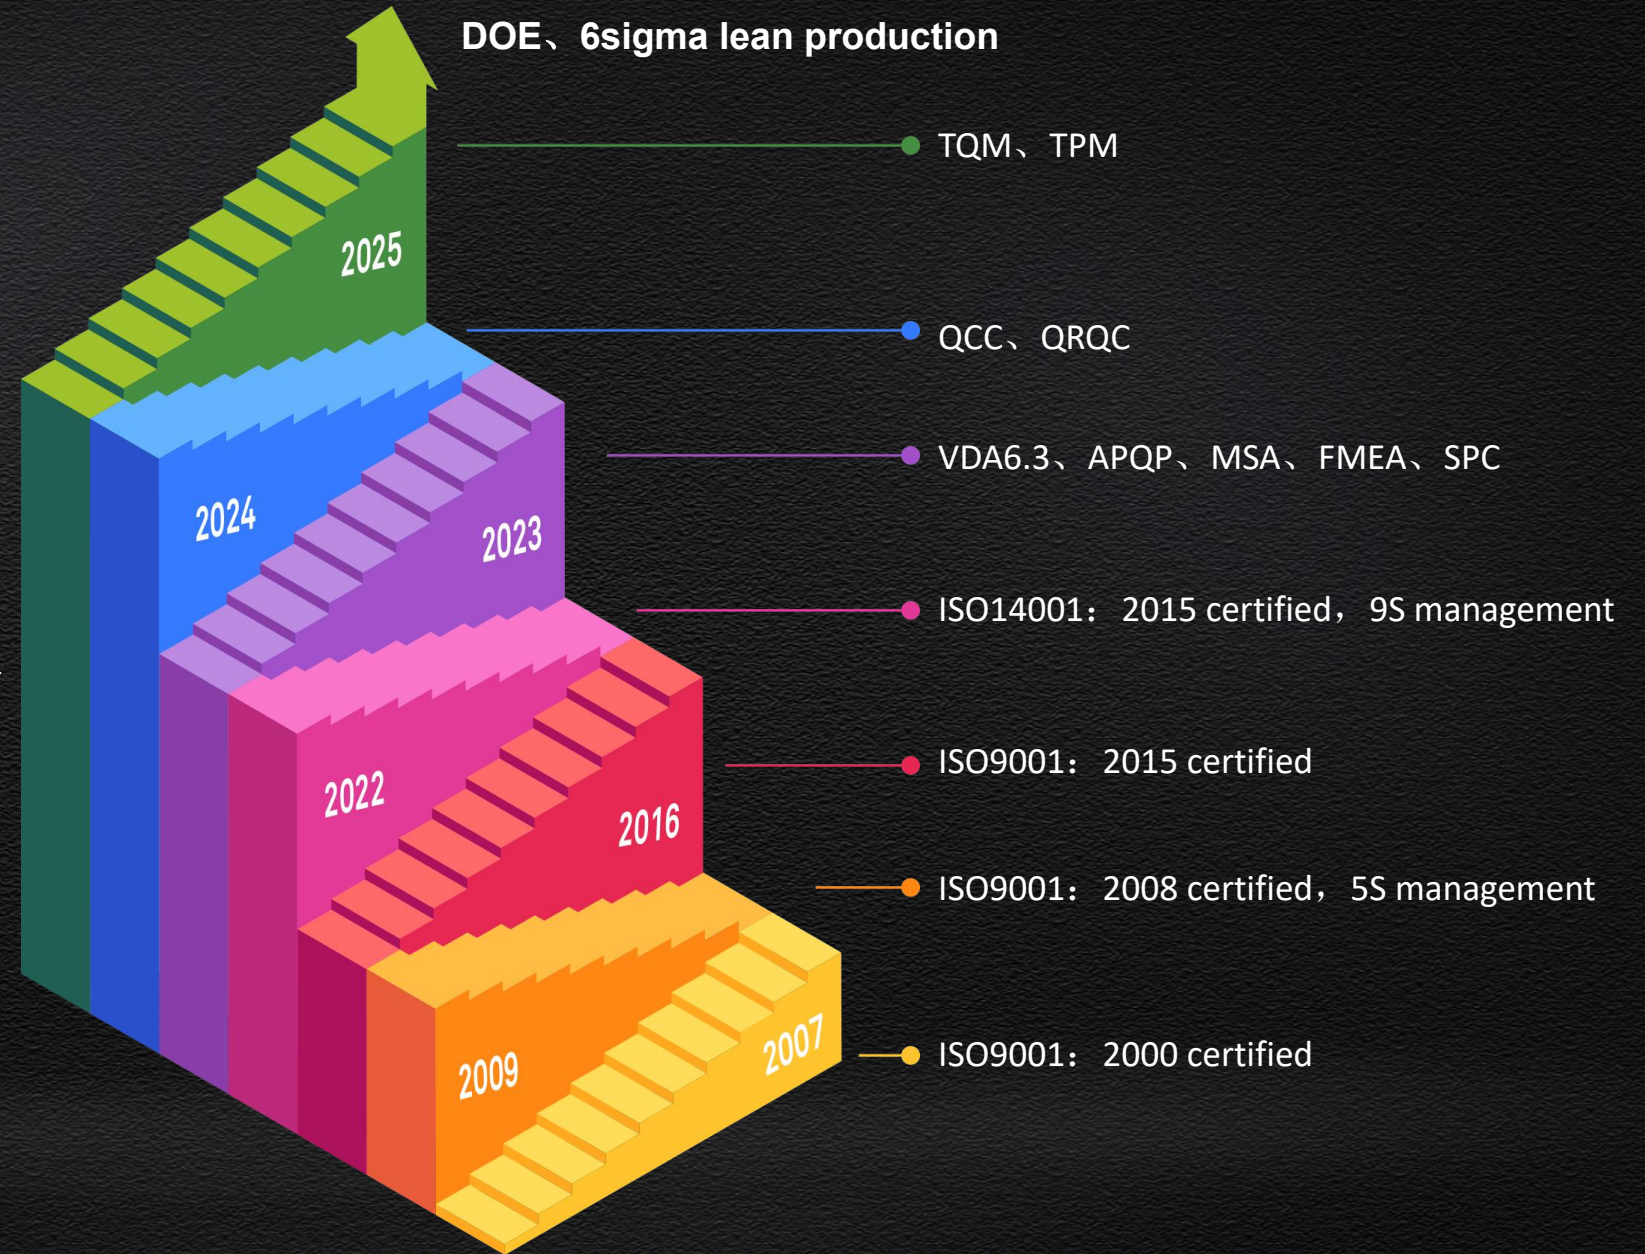 DOE、6sigma lean production
TQM、TPM
2025
QCC、QRQC
VDA6.3、APQP、MSA、FMEA、SPC
2024
2023
ISO14001：2015 certified，9S management
ISO9001：2015 certified
2022
2016
ISO9001：2008 certified，5S management
2009
2007
ISO9001：2000 certified